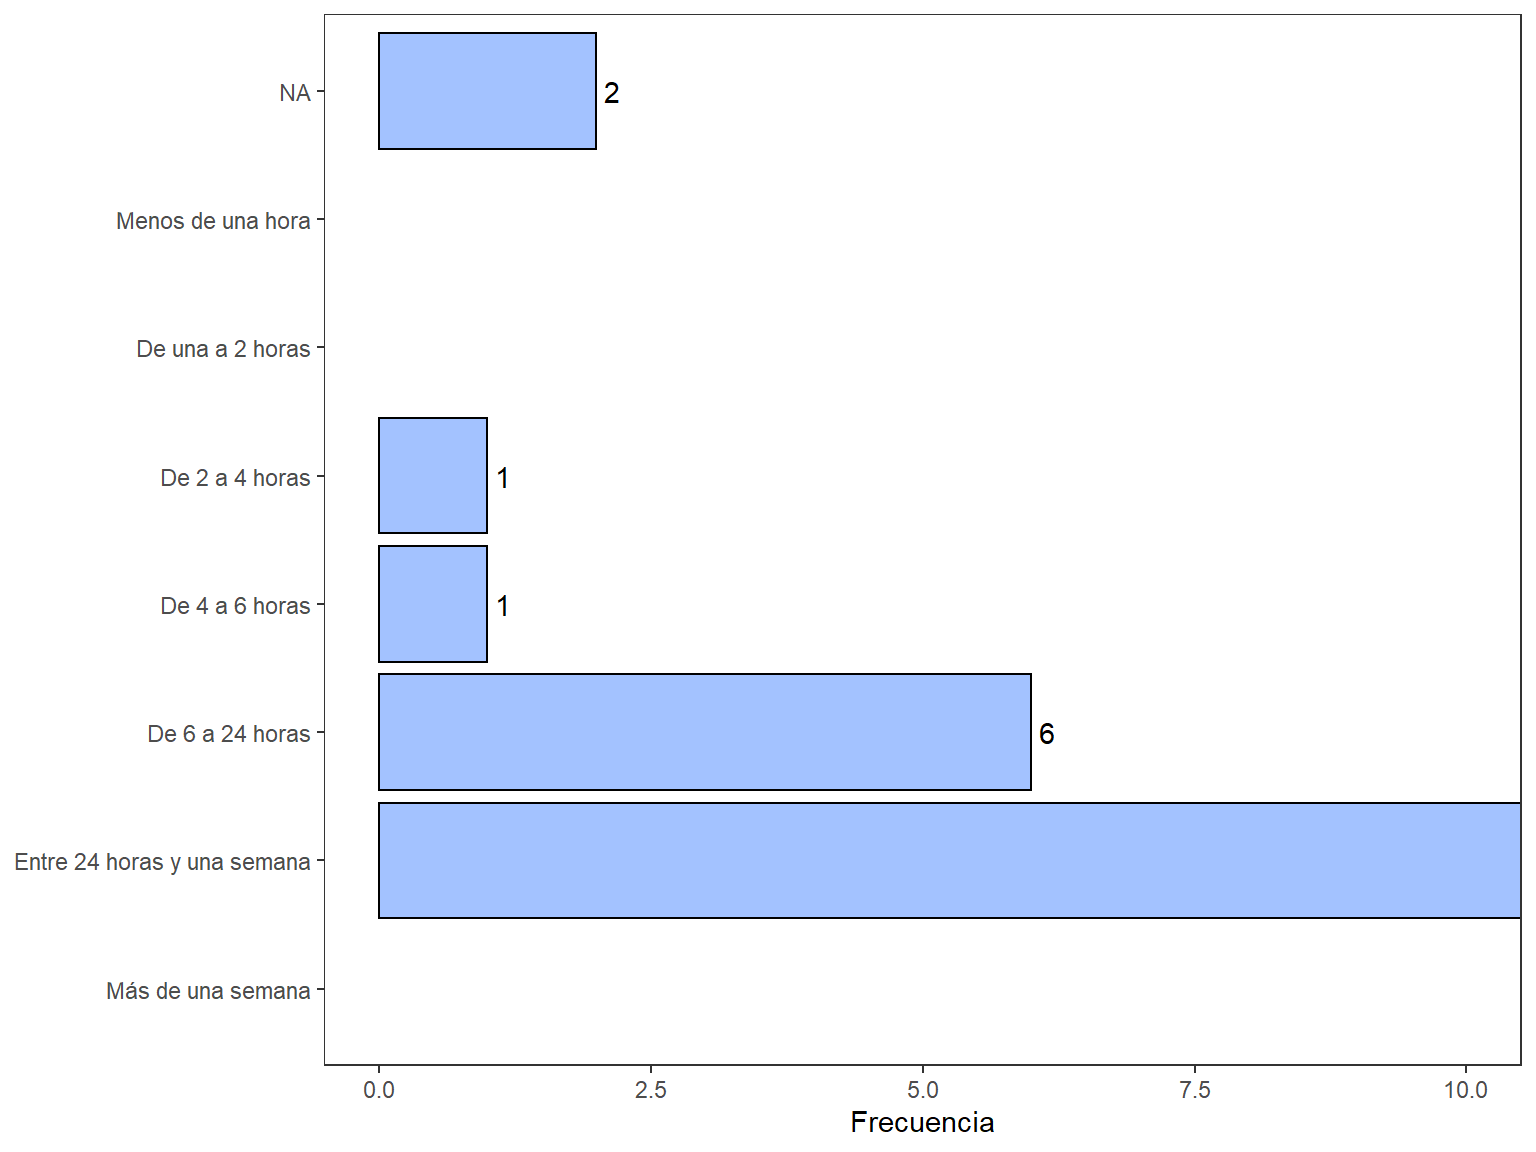 NA
2
Menos de una hora
De una a 2 horas
De 2 a 4 horas
1
De 4 a 6 horas
1
De 6 a 24 horas
6
Entre 24 horas y una semana
Más de una semana
0.0 2.5 5.0 7.5 10.0
Frecuencia